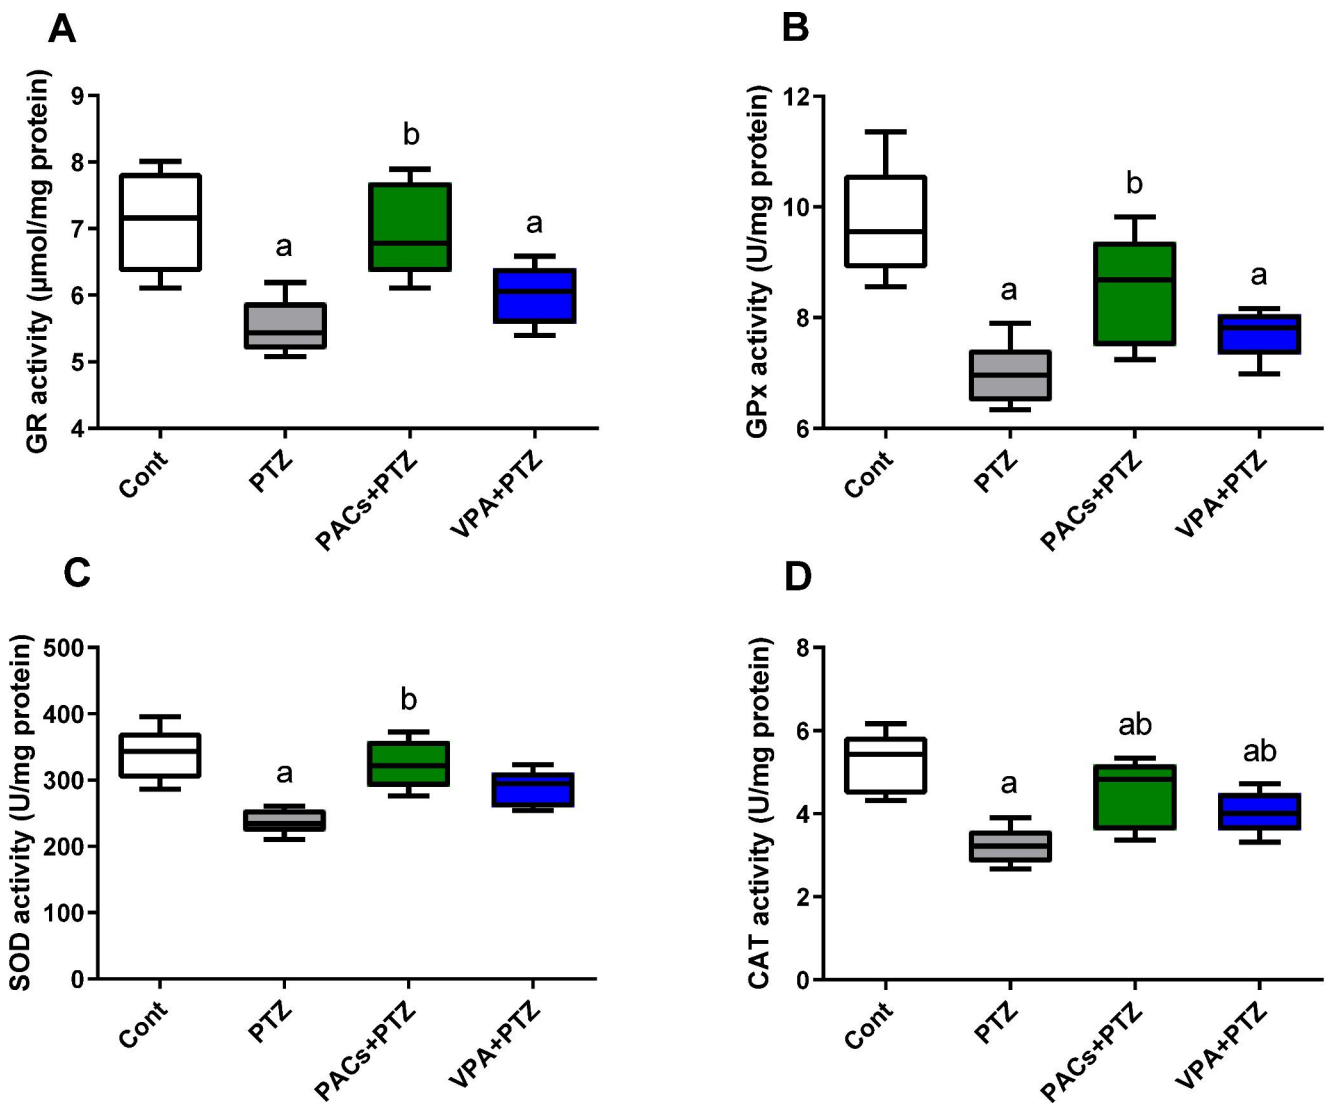 A
GR activity (μmol/mg protein)
9
8
7
6
5
4
a
b
a
Cont
PTZ
PACs+PTZ
VPA+PTZ
B
GPx activity (U/mg protein)
12
10
8
6
a
b
a
Cont
PTZ
PACs+PTZ
VPA+PTZ
C
SOD activity (U/mg protein)
500
400
300
200
100
0
a
b
Cont
PTZ
PACs+PTZ
VPA+PTZ
D
CAT activity (U/mg protein)
8
6
4
2
0
a
ab
ab
Cont
PTZ
PACs+PTZ
VPA+PTZ